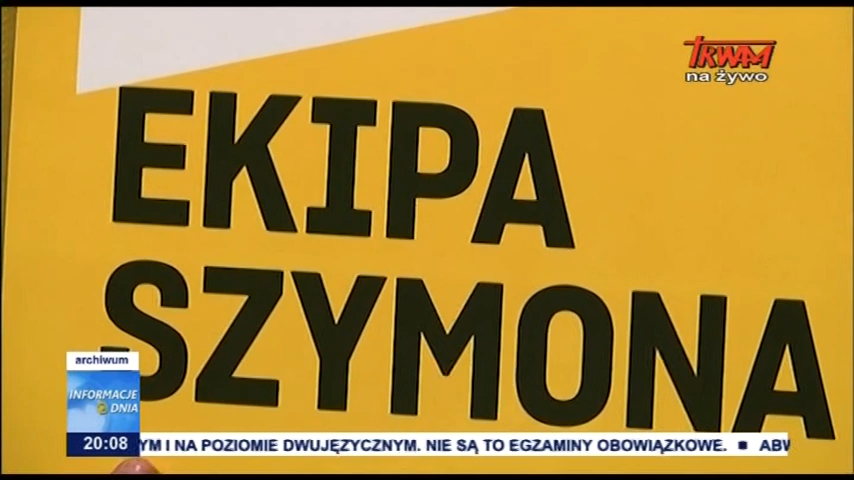 TRWAM
na żywo
EKIPA
SZYMONA
archiwum
INFORMACJE
DNIA
20:08
YM I NA POZIOMIE DWUJĘZYCZNYM. NIE SĄ TO EGZAMINY OBOWIĄZKOWE. ■ ABW